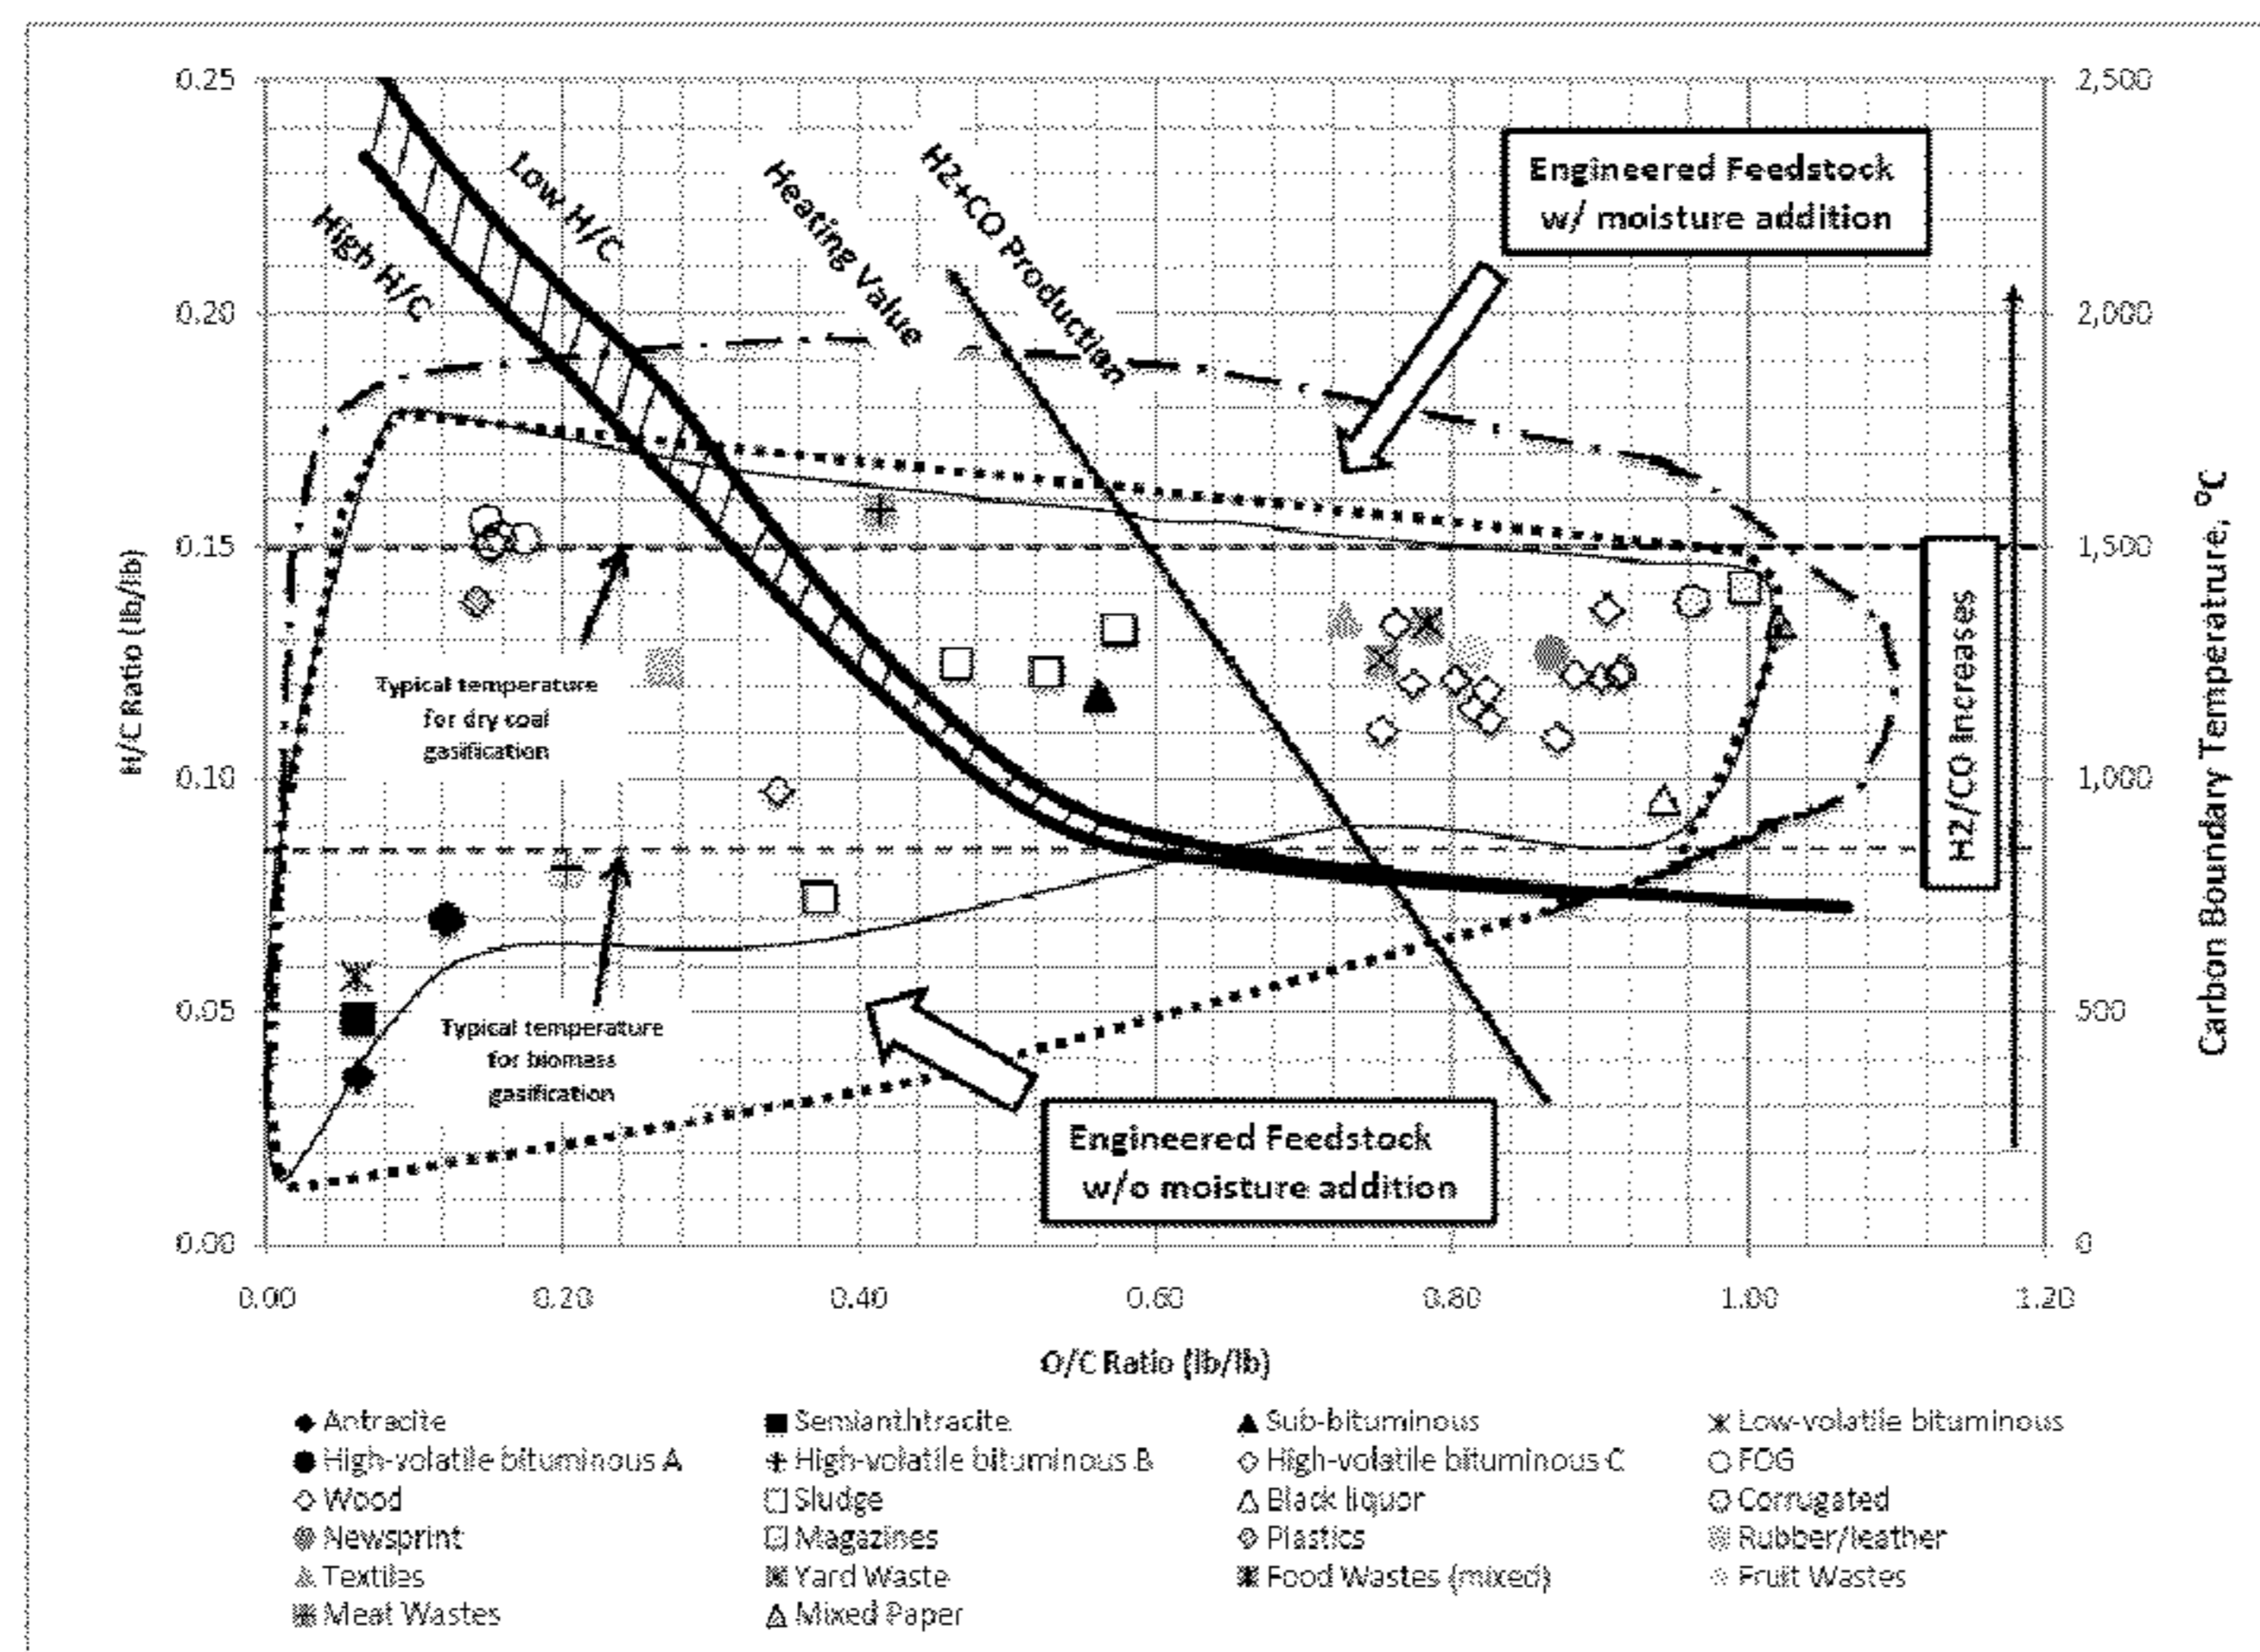 0.25
0.20
0.15
0.10
0.05
0.00
H/C Ratio (lb/lb)
2,500
2,000
1,500
1,000
500
0
Carbon Boundary Temperatrure, °C
0.00 0.20 0.40 0.60 0.80 1.00 1.20
O/C Ratio (lb/lb)
Low H/C
High H/C
Heating Value
H2+CO Production
Engineered Feedstock
w/ moisture addition
H2/CO Increases
Typical temperature
for dry coal
gasification
Typical temperature
for biomass
gasification
Engineered Feedstock
w/o moisture addition
Antracite Semianthtracite Sub-bituminous Low-volatile bituminous
High-volatile bituminous A High-volatile bituminous B High-volatile bituminous C FOG
Wood Sludge Black liquor Corrugated
Newsprint Magazines Plastics Rubber/leather
Textiles Yard Waste Food Wastes (mixed) Fruit Wastes
Meat Wastes Mixed Paper